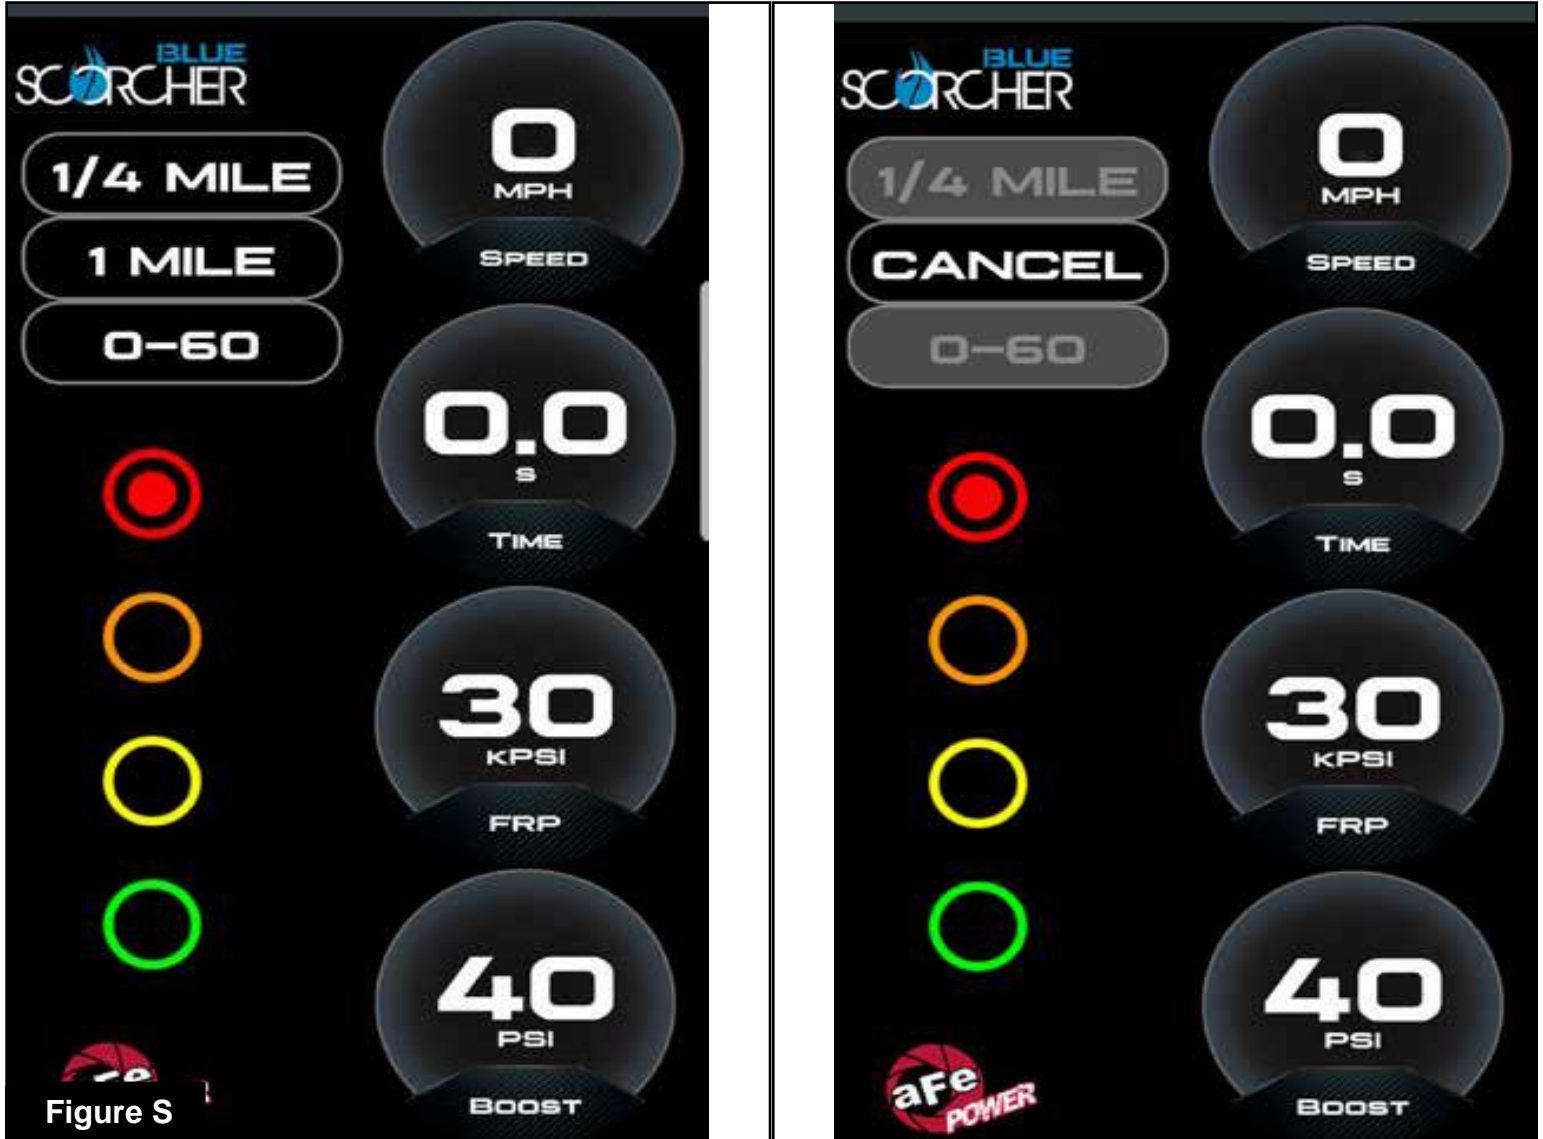 BLUE
SCORCHER
1/4 MILE
1 MILE
0-60
0
MPH
SPEED
0.0
S
TIME
30
KPSI
FRP
40
PSI
BOOST
Figure S
BLUE
SCORCHER
1/4 MILE
CANCEL
0-60
0
MPH
SPEED
0.0
S
TIME
30
KPSI
FRP
40
PSI
BOOST
aFe
POWER